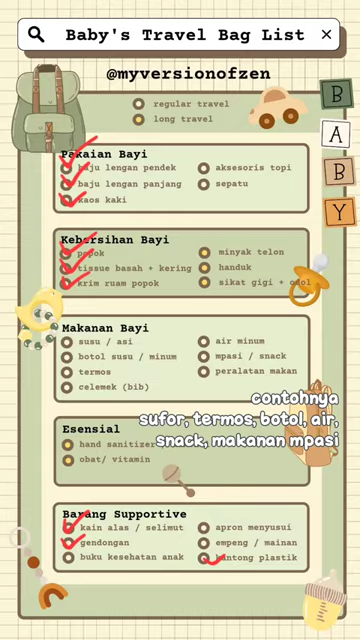 Baby's Travel Bag List
@myversionofzen
regular travel
long travel
B
A
B
Y
Pakaian Bayi
baju lengan pendek
aksesoris topi
baju lengan panjang
sepatu
kaos kaki
Kebersihan Bayi
popok
minyak telon
tissue basah + kering
handuk
krim ruam popok
sikat gigi + odol
Makanan Bayi
susu / asi
air minum
botol susu / minum
mpasi / snack
termos
peralatan makan
celemek (bib)
contohnya
sufor, termos, botol, air,
snack, makanan mpasi
Esensial
hand sanitizer
obat/ vitamin
Barang Supportive
kain alas / selimut
apron menyusui
gendongan
empeng / mainan
buku kesehatan anak
kantong plastik